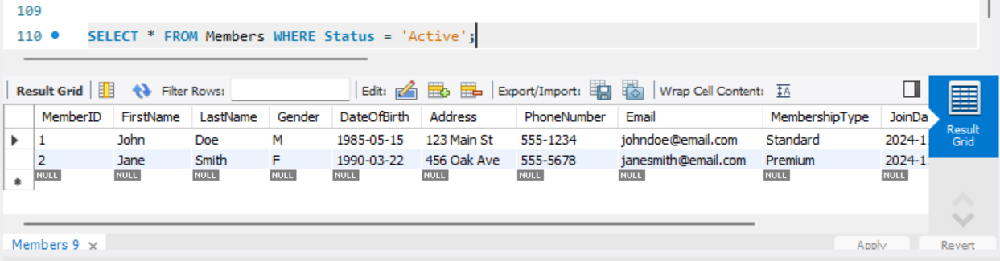 109
110 SELECT * FROM Members WHERE Status = 'Active';
Result Grid Filter Rows: Edit: Export/Import: Wrap Cell Content: IA
MemberID FirstName LastName Gender DateOfBirth Address PhoneNumber Email MembershipType JoinDa
1 John Doe M 1985-05-15 123 Main St 555-1234 johndoe@email.com Standard 2024-1
2 Jane Smith F 1990-03-22 456 Oak Ave 555-5678 janesmith@email.com Premium 2024-1
NULL NULL NULL NULL NULL NULL NULL NULL NULL NULL
Result
Grid
Members 9 Apply Revert